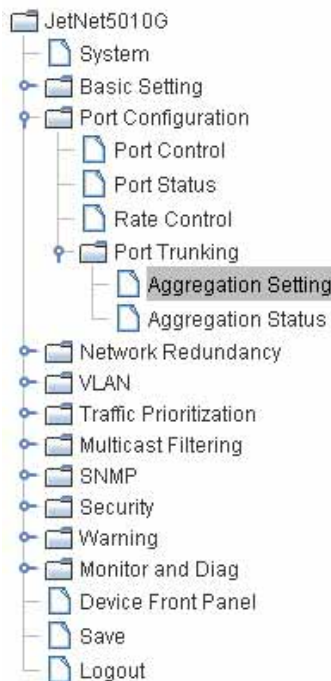 JetNet5010G
System
Basic Setting
Port Configuration
Port Control
Port Status
Rate Control
Port Trunking
Aggregation Setting
Aggregation Status
Network Redundancy
VLAN
Traffic Prioritization
Multicast Filtering
SNMP
Security
Warning
Monitor and Diag
Device Front Panel
Save
Logout